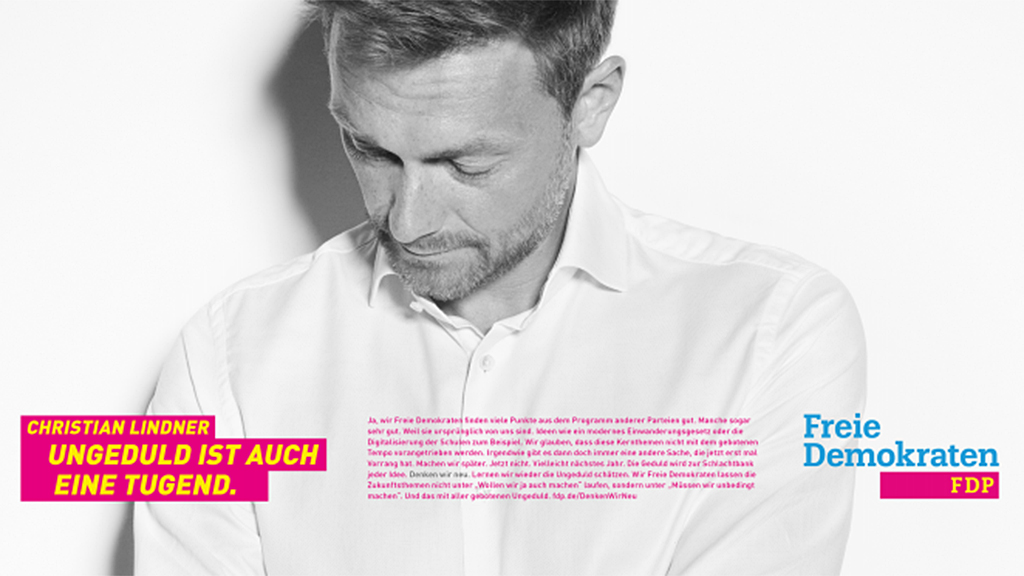 CHRISTIAN LINDNER
UNGEDULD IST AUCH
EINE TUGEND.
Ja, wir Freie Demokraten finden viele Punkte aus dem Programm anderer Parteien gut. Manche sogar
sehr gut. Weil sie ursprünglich von uns sind. Ideen wie ein modernes Einwanderungsgesetz oder die
Digitalisierung der Schulen zum Beispiel. Wir glauben, dass diese Kernthemen nicht mit dem gebotenen
Tempo vorangetrieben werden. Irgendwie gibt es dann doch immer eine andere Sache, die jetzt erst mal
Vorrang hat. Machen wir später. Jetzt nicht. Vielleicht nächstes Jahr. Die Geduld wird zur Schlachtbank
jeder Idee. Denken wir neu. Lernen wir wieder die Ungeduld schätzen. Wir Freie Demokraten lassen die
Zukunftsthemen nicht unter „Wollen wir ja auch machen“ laufen, sondern unter „Müssen wir unbedingt
machen“. Und das mit aller gebotenen Ungeduld. fdp.de/DenkenWirNeu
Freie
Demokraten
FDP